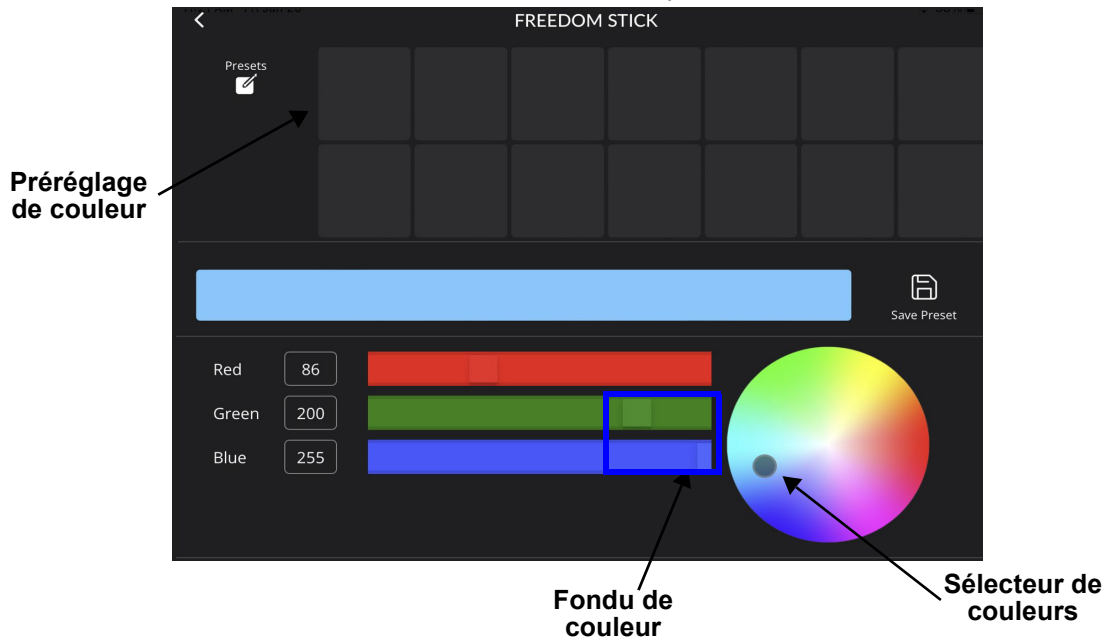 FREEDOM STICK
Presets
Préréglage
de couleur
Save Preset
Red 86
Green 200
Blue 255
Fondu de
couleur
Sélecteur de
couleurs